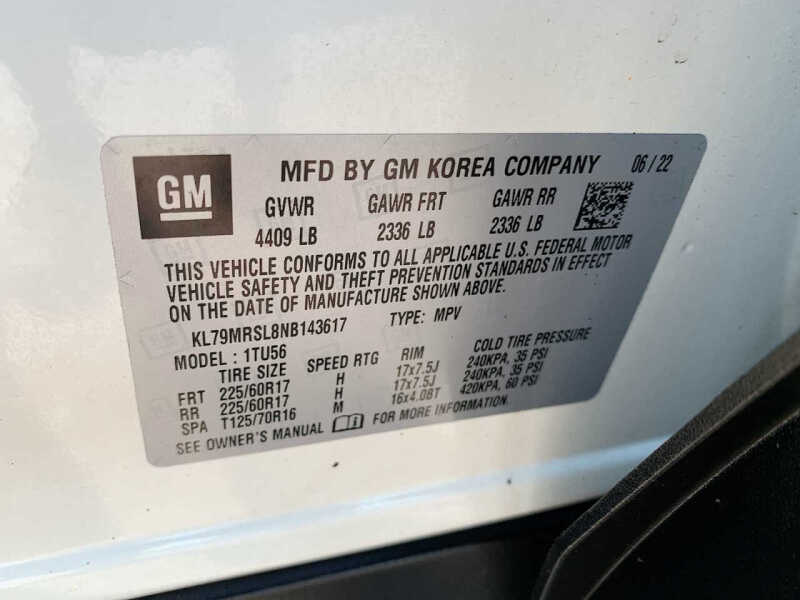 GM
MFD BY GM KOREA COMPANY 06/22
GVWR GAWR FRT GAWR RR
4409 LB 2336 LB 2336 LB
THIS VEHICLE CONFORMS TO ALL APPLICABLE U.S. FEDERAL MOTOR
VEHICLE SAFETY AND THEFT PREVENTION STANDARDS IN EFFECT
ON THE DATE OF MANUFACTURE SHOWN ABOVE.
KL79MRSL8NB143617 TYPE: MPV
MODEL: 1TU56
TIRE SIZE SPEED RTG RIM COLD TIRE PRESSURE
FRT 225/60R17 H 17x7.5J 240KPA, 35 PSI
RR 225/60R17 H 17x7.5J 240KPA, 35 PSI
SPA T125/70R16 M 16x4.0BT 420KPA, 60 PSI
SEE OWNER'S MANUAL FOR MORE INFORMATION.